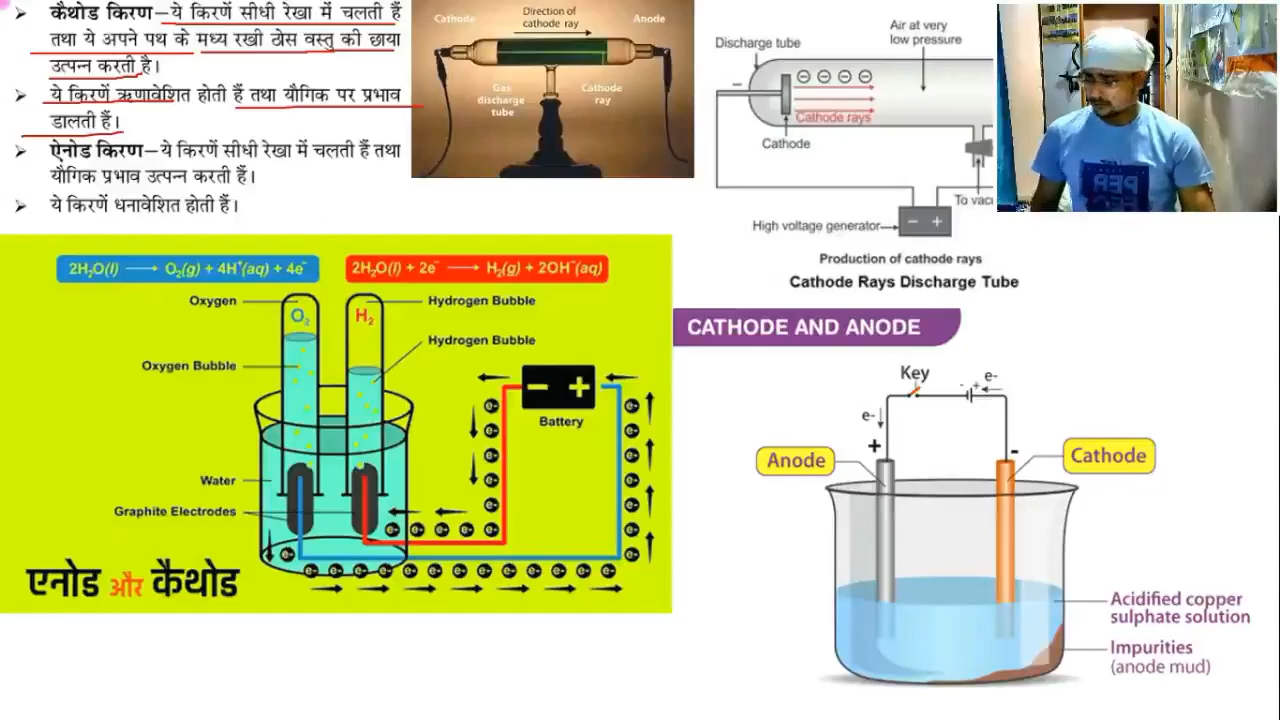 ➤ कैथोड किरण–ये किरणें सीधी रेखा में चलती हैं
तथा ये अपने पथ के मध्य रखी ठोस वस्तु की छाया
उत्पन्न करती है।
➤ ये किरणें ऋणावेशित होती हैं तथा यौगिक पर प्रभाव
डालती हैं।
➤ ऐनोड किरण–ये किरणें सीधी रेखा में चलती हैं तथा
यौगिक प्रभाव उत्पन्न करती हैं।
➤ ये किरणें धनावेशित होती हैं।
Cathode
Direction of
cathode ray
Anode
Gas
discharge
tube
Cathode
ray
Discharge tube
Air at very
low pressure
Cathode rays
Cathode
To vacu
High voltage generator
Production of cathode rays
Cathode Rays Discharge Tube
2H₂O(l) ⟶ O₂(g) + 4H⁺(aq) + 4e⁻
2H₂O(l) + 2e⁻ ⟶ H₂(g) + 2OH⁻(aq)
Oxygen
O₂
H₂
Hydrogen Bubble
Hydrogen Bubble
Oxygen Bubble
Battery
Water
Graphite Electrodes
एनोड और कैथोड
CATHODE AND ANODE
Key
e-
e-
+
-
Anode
Cathode
Acidified copper
sulphate solution
Impurities
(anode mud)